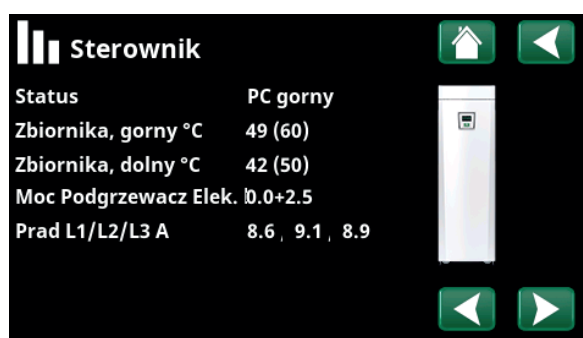 Sterownik
Status PC gorny
Zbiornika, gorny °C 49 (60)
Zbiornika, dolny °C 42 (50)
Moc Podgrzewacz Elek. 0.0+2.5
Prad L1/L2/L3 A 8.6 , 9.1 , 8.9